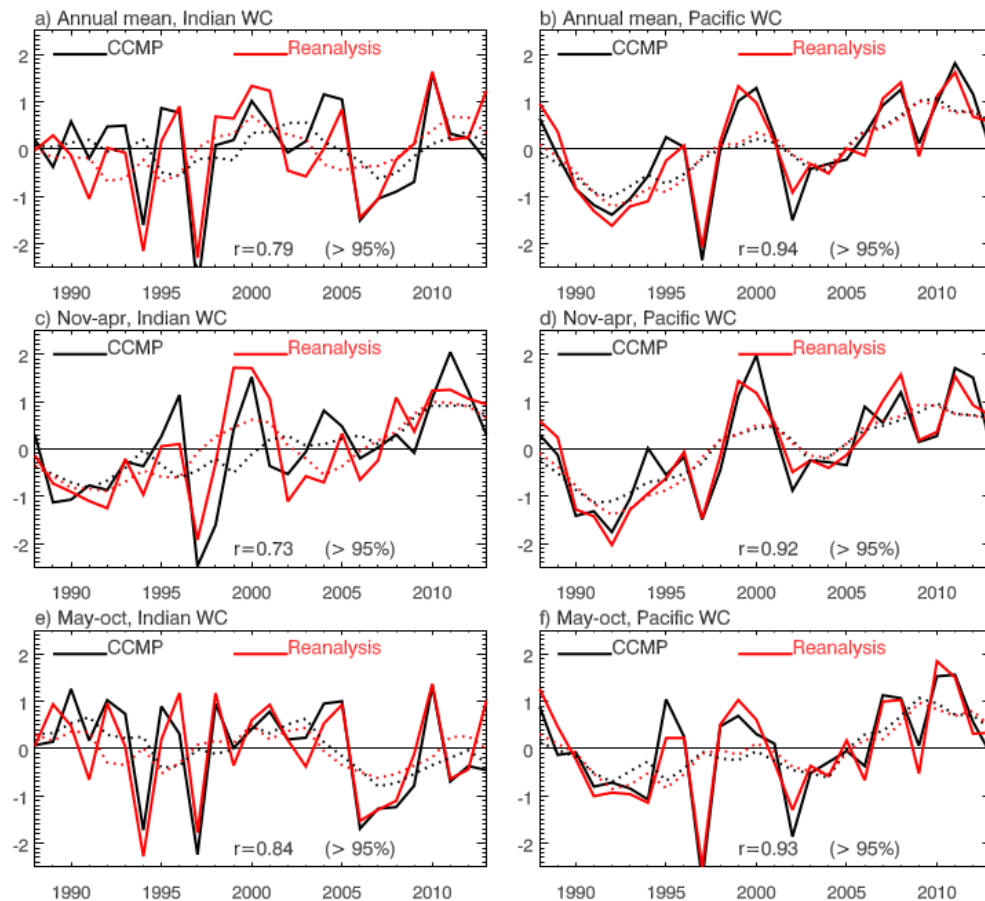 a) Annual mean, Indian WC
CCMP Reanalysis
2
1
0
-1
-2
r=0.79 (> 95%)
1990 1995 2000 2005 2010
b) Annual mean, Pacific WC
CCMP Reanalysis
2
1
0
-1
-2
r=0.94 (> 95%)
1990 1995 2000 2005 2010
c) Nov-apr, Indian WC
CCMP Reanalysis
2
1
0
-1
-2
r=0.73 (> 95%)
1990 1995 2000 2005 2010
d) Nov-apr, Pacific WC
CCMP Reanalysis
2
1
0
-1
-2
r=0.92 (> 95%)
1990 1995 2000 2005 2010
e) May-oct, Indian WC
CCMP Reanalysis
2
1
0
-1
-2
r=0.84 (> 95%)
1990 1995 2000 2005 2010
f) May-oct, Pacific WC
CCMP Reanalysis
2
1
0
-1
-2
r=0.93 (> 95%)
1990 1995 2000 2005 2010